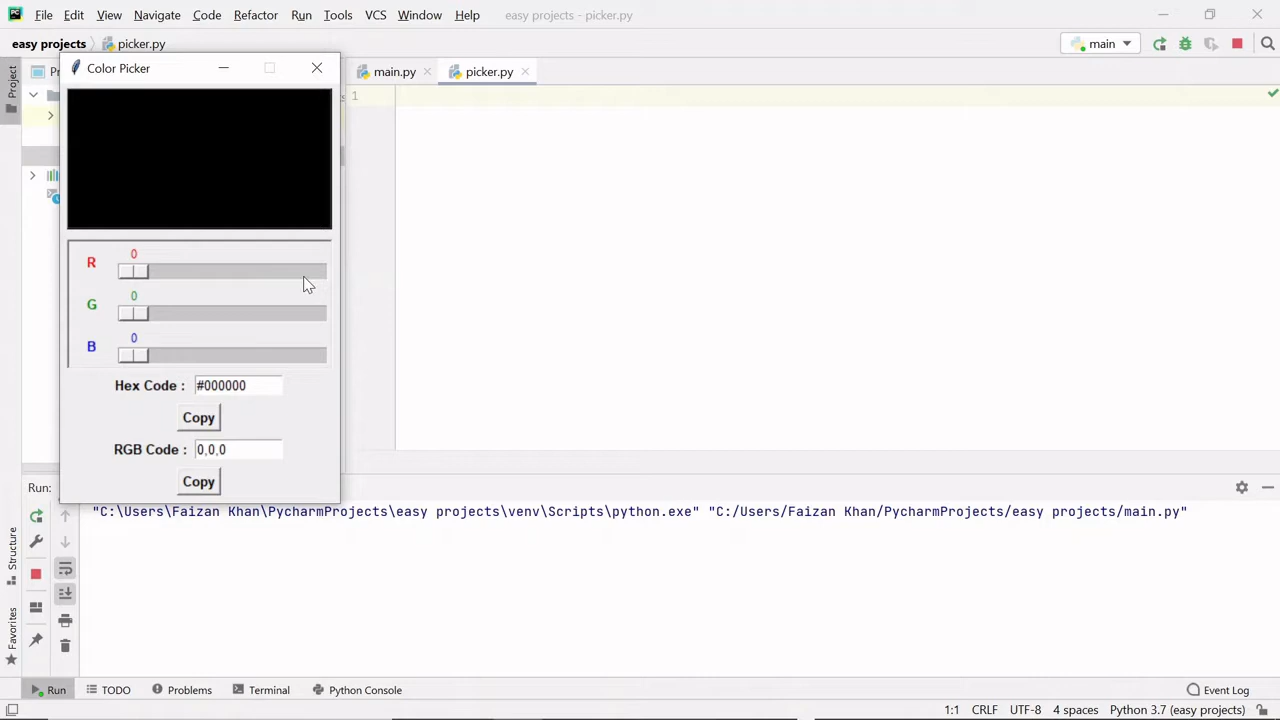 File Edit View Navigate Code Refactor Run Tools VCS Window Help easy projects - picker.py
easy projects picker.py main
Color Picker
main.py picker.py
Project
1
R 0
G 0
B 0
Hex Code : #000000
Copy
RGB Code : 0,0,0
Copy
Run:
"C:\Users\Faizan Khan\PycharmProjects\easy projects\venv\Scripts\python.exe" "C:/Users/Faizan Khan/PycharmProjects/easy projects/main.py"
Structure
Favorites
Run TODO Problems Terminal Python Console Event Log
1:1 CRLF UTF-8 4 spaces Python 3.7 (easy projects)